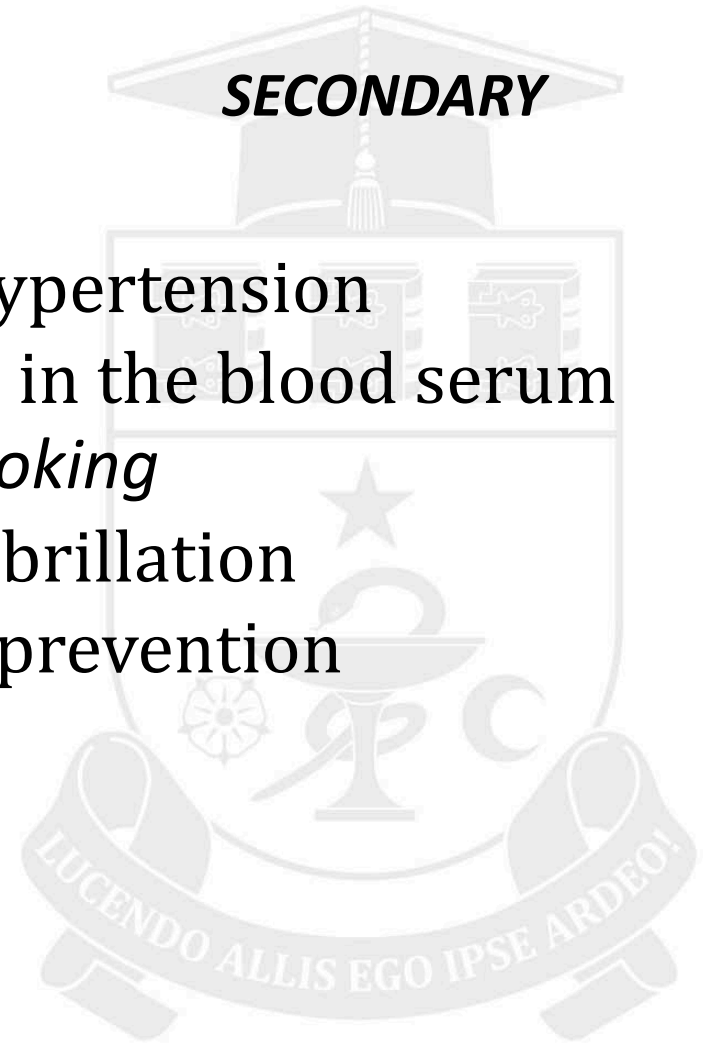 SECONDARY
ypertension
in the blood serum
oking
brillation
prevention
LUCENDO ALLIS EGO IPSE ARDEO!